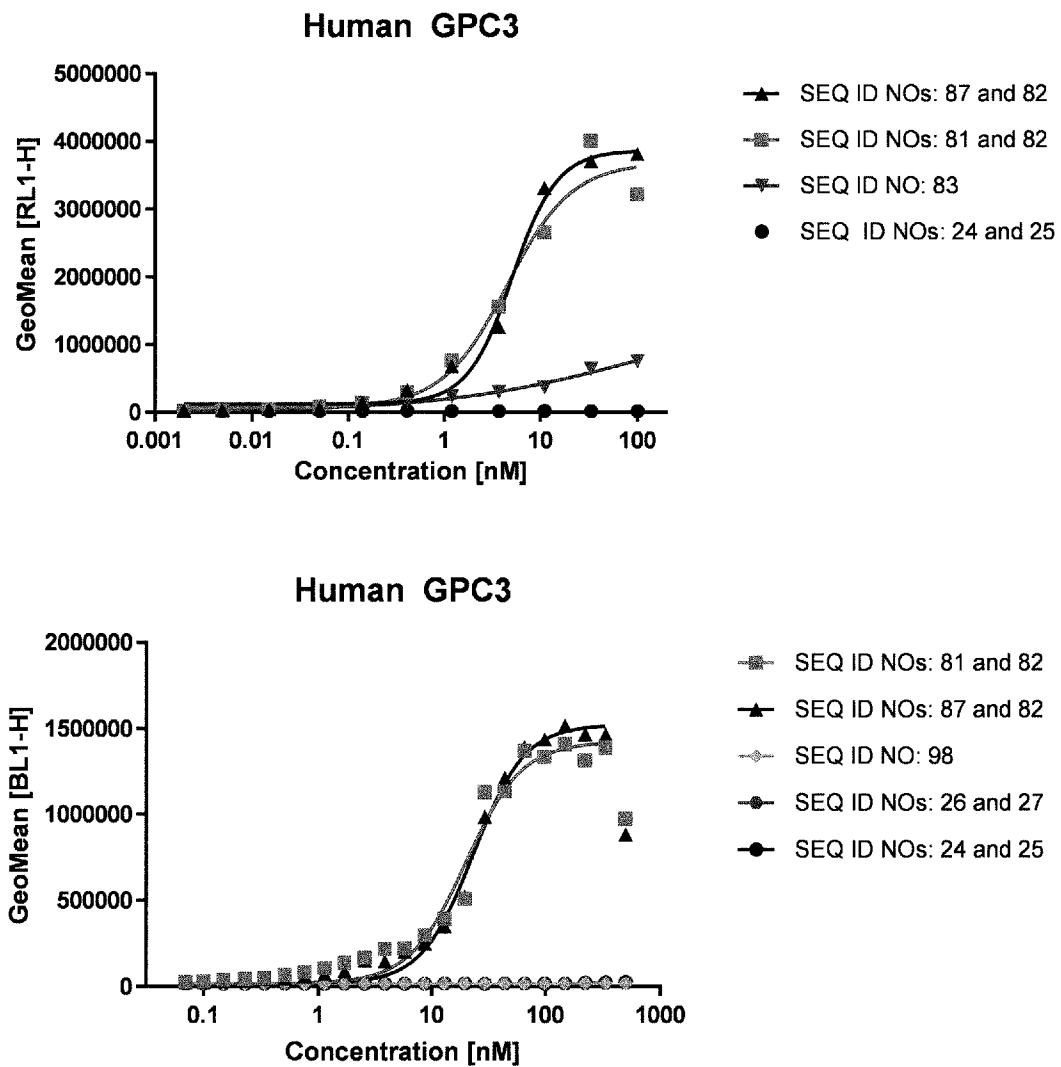 Human GPC3
5000000
4000000
3000000
2000000
1000000
0
GeoMean [RL1-H]
0.001 0.01 0.1 1 10 100
Concentration [nM]
SEQ ID NOs: 87 and 82
SEQ ID NOs: 81 and 82
SEQ ID NO: 83
SEQ ID NOs: 24 and 25
Human GPC3
2000000
1500000
1000000
500000
0
GeoMean [BL1-H]
0.1 1 10 100 1000
Concentration [nM]
SEQ ID NOs: 81 and 82
SEQ ID NOs: 87 and 82
SEQ ID NO: 98
SEQ ID NOs: 26 and 27
SEQ ID NOs: 24 and 25